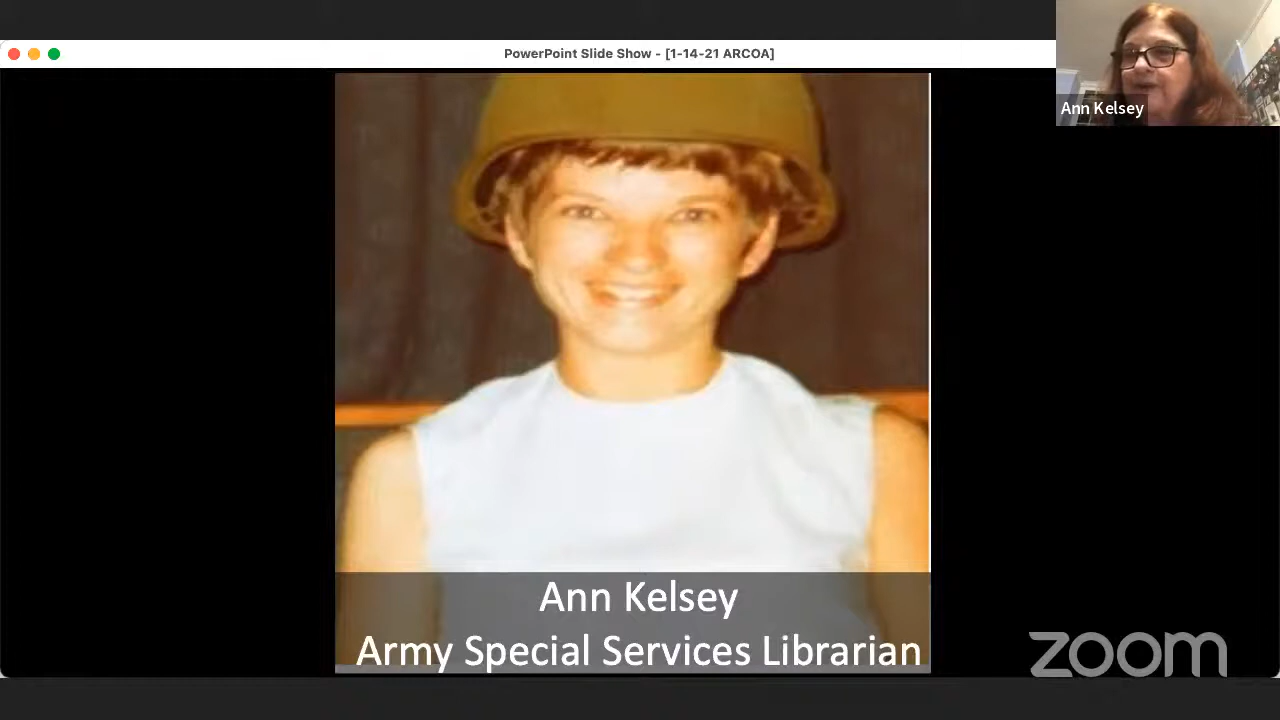 PowerPoint Slide Show - [1-14-21 ARCOA]
Ann Kelsey
Ann Kelsey
Army Special Services Librarian
zoom